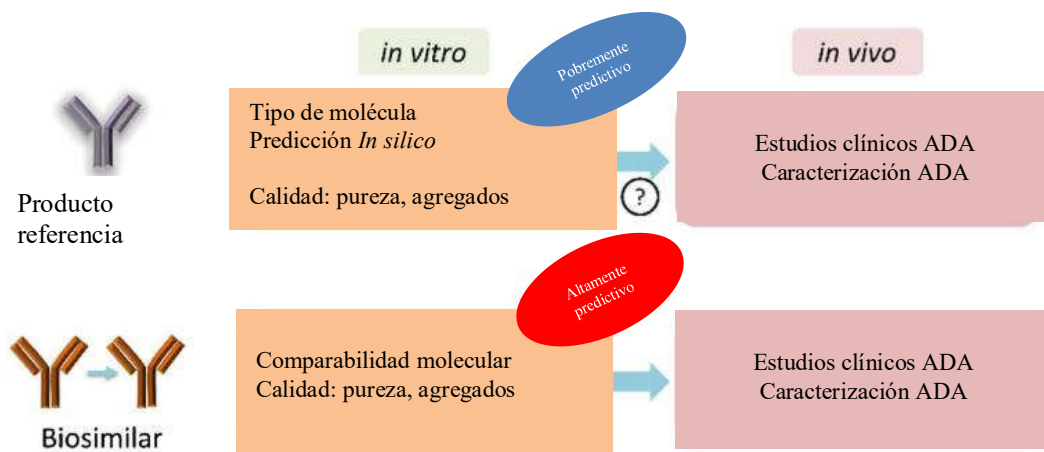 in vitro
Pobremente
predictivo
in vivo
Tipo de molécula
Predicción In silico
Calidad: pureza, agregados
?
Estudios clínicos ADA
Caracterización ADA
Producto
referencia
Altamente
predictivo
Comparabilidad molecular
Calidad: pureza, agregados
Estudios clínicos ADA
Caracterización ADA
Biosimilar